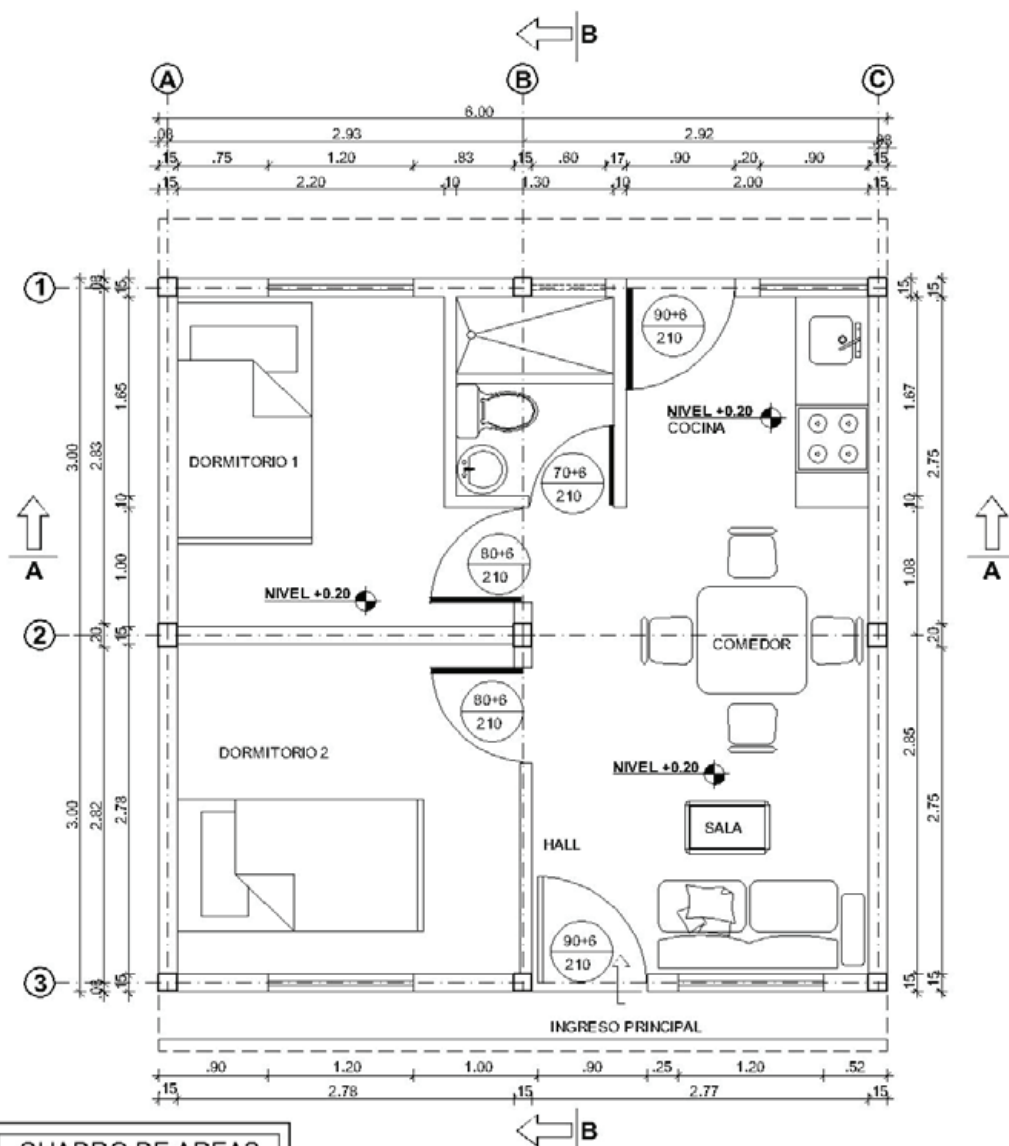 B
A B C
6.00
.08 2.93 2.92 .08
.15 .75 1.20 .83 .15 .60 .17 .90 .20 .90 .15
.15 2.20 .10 1.30 .10 2.00 .15
1
2
3
3.00
3.00
.08
2.83
.20
2.82
.08
.15
1.65
.10
1.00
.15
2.78
.15
.15
1.67
.10
1.08
2.85
.15
.15
2.75
.20
2.75
.15
A
A
90+6
210
NIVEL +0.20
COCINA
DORMITORIO 1
70+6
210
80+6
210
NIVEL +0.20
COMEDOR
80+6
210
DORMITORIO 2
NIVEL +0.20
SALA
HALL
90+6
210
INGRESO PRINCIPAL
.90 1.20 1.00 .90 .25 1.20 .52
.15 2.78 .15 2.77 .15
B
CUADRO DE AREAS